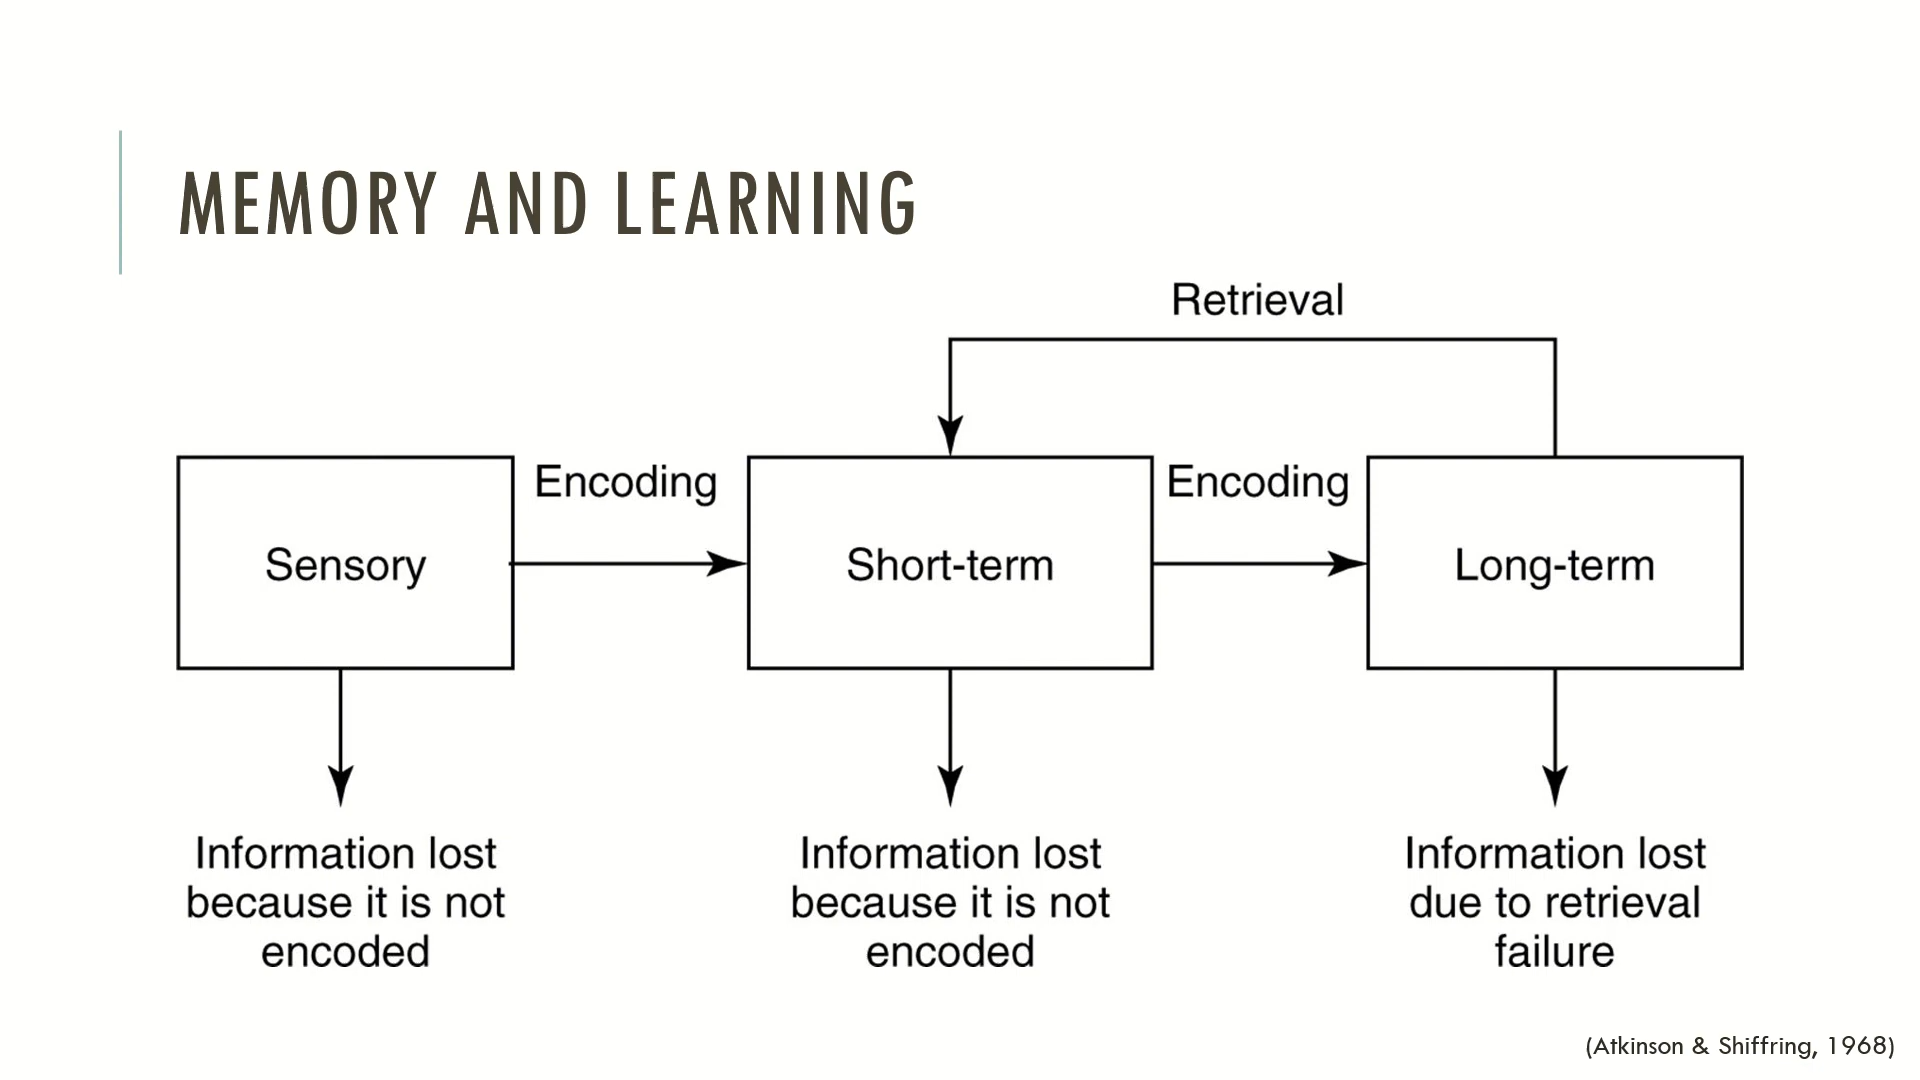 MEMORY AND LEARNING
Retrieval
Encoding
Encoding
Sensory
Short-term
Long-term
Information lost
because it is not
encoded
Information lost
because it is not
encoded
Information lost
due to retrieval
failure
(Atkinson & Shiffring, 1968)